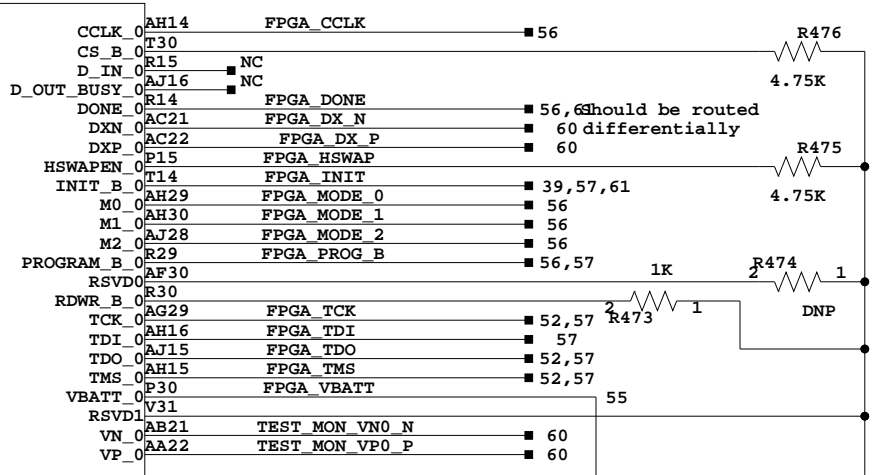 AH14 FPGA_CCLK
CCLK_0 56 R476
T30
CS_B_0
R15 NC
D_IN_0
AJ16 NC 4.75K
D_OUT_BUSY_0
R14 FPGA_DONE
DONE_0 56,61 Should be routed
AC21 FPGA_DX_N
DXN_0 60 differentially
AC22 FPGA_DX_P
DXP_0 60 R475
P15 FPGA_HSWAP
HSWAPEN_0
T14 FPGA_INIT
INIT_B_0 39,57,61
AH29 FPGA_MODE_0 4.75K
M0_0 56
AH30 FPGA_MODE_1
M1_0 56
AJ28 FPGA_MODE_2
M2_0 56
R29 FPGA_PROG_B
PROGRAM_B_0 56,57 1K R474
AF30 2 1
RSVD0
R30
RDWR_B_0 2 R473 1 DNP
AG29 FPGA_TCK
TCK_0 52,57
AH16 FPGA_TDI
TDI_0 57
AJ15 FPGA_TDO
TDO_0 52,57
AH15 FPGA_TMS
TMS_0 52,57
P30 FPGA_VBATT
VBATT_0 55
V31
RSVD1
AB21 TEST_MON_VN0_N
VN_0 60
AA22 TEST_MON_VP0_P
VP_0 60